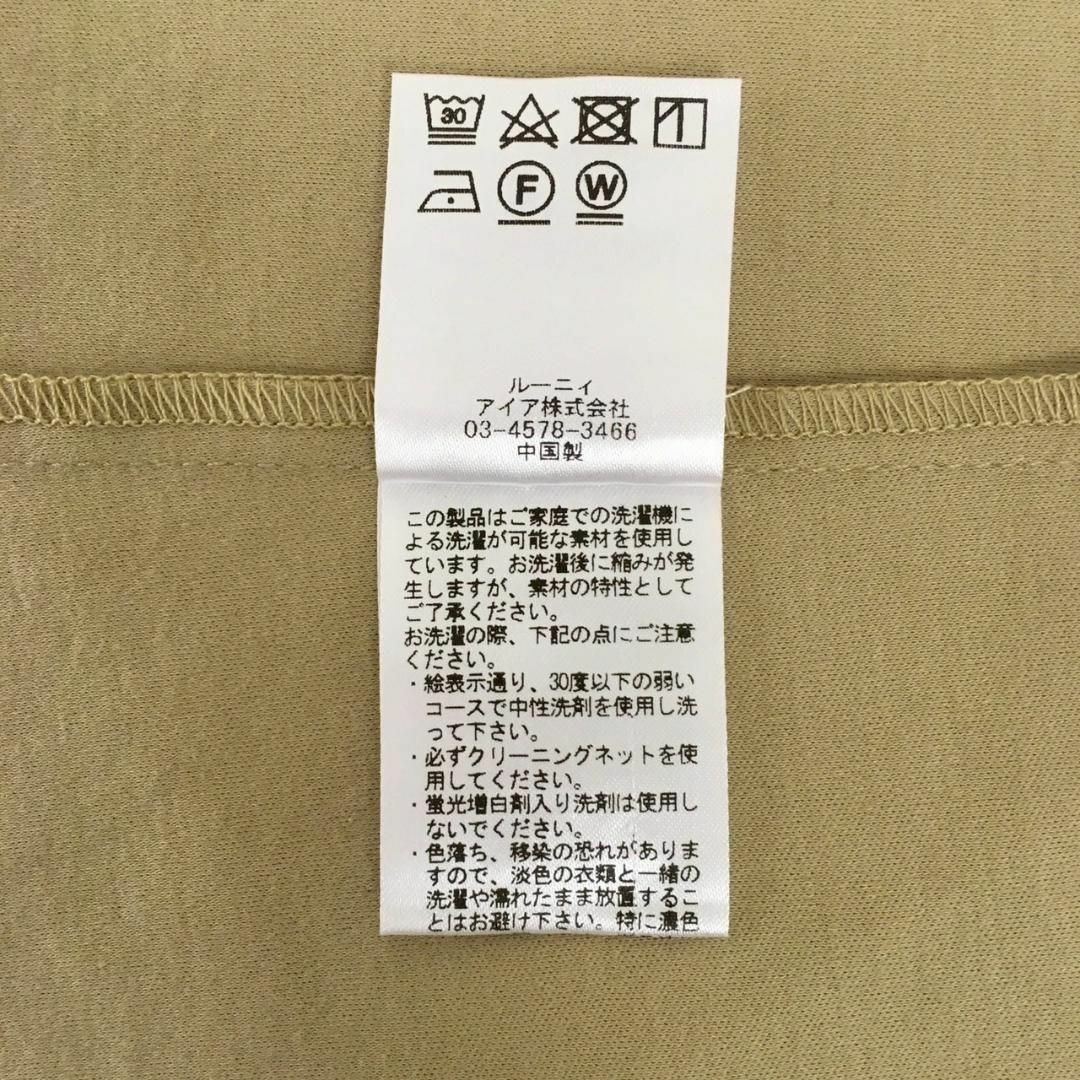 30
F W
ルーニィ
アイア株式会社
03-4578-3466
中国製
この製品はご家庭での洗濯機に
よる洗濯が可能な素材を使用し
ています。お洗濯後に縮みが発
生しますが、素材の特性として
ご了承ください。
お洗濯の際、下記の点にご注意
ください。
・絵表示通り、30度以下の弱い
コースで中性洗剤を使用し洗
って下さい。
・必ずクリーニングネットを使
用してください。
・蛍光増白剤入り洗剤は使用し
ないでください。
・色落ち、移染の恐れがありま
すので、淡色の衣類と一緒の
洗濯や濡れたまま放置するこ
とはお避け下さい。特に濃色